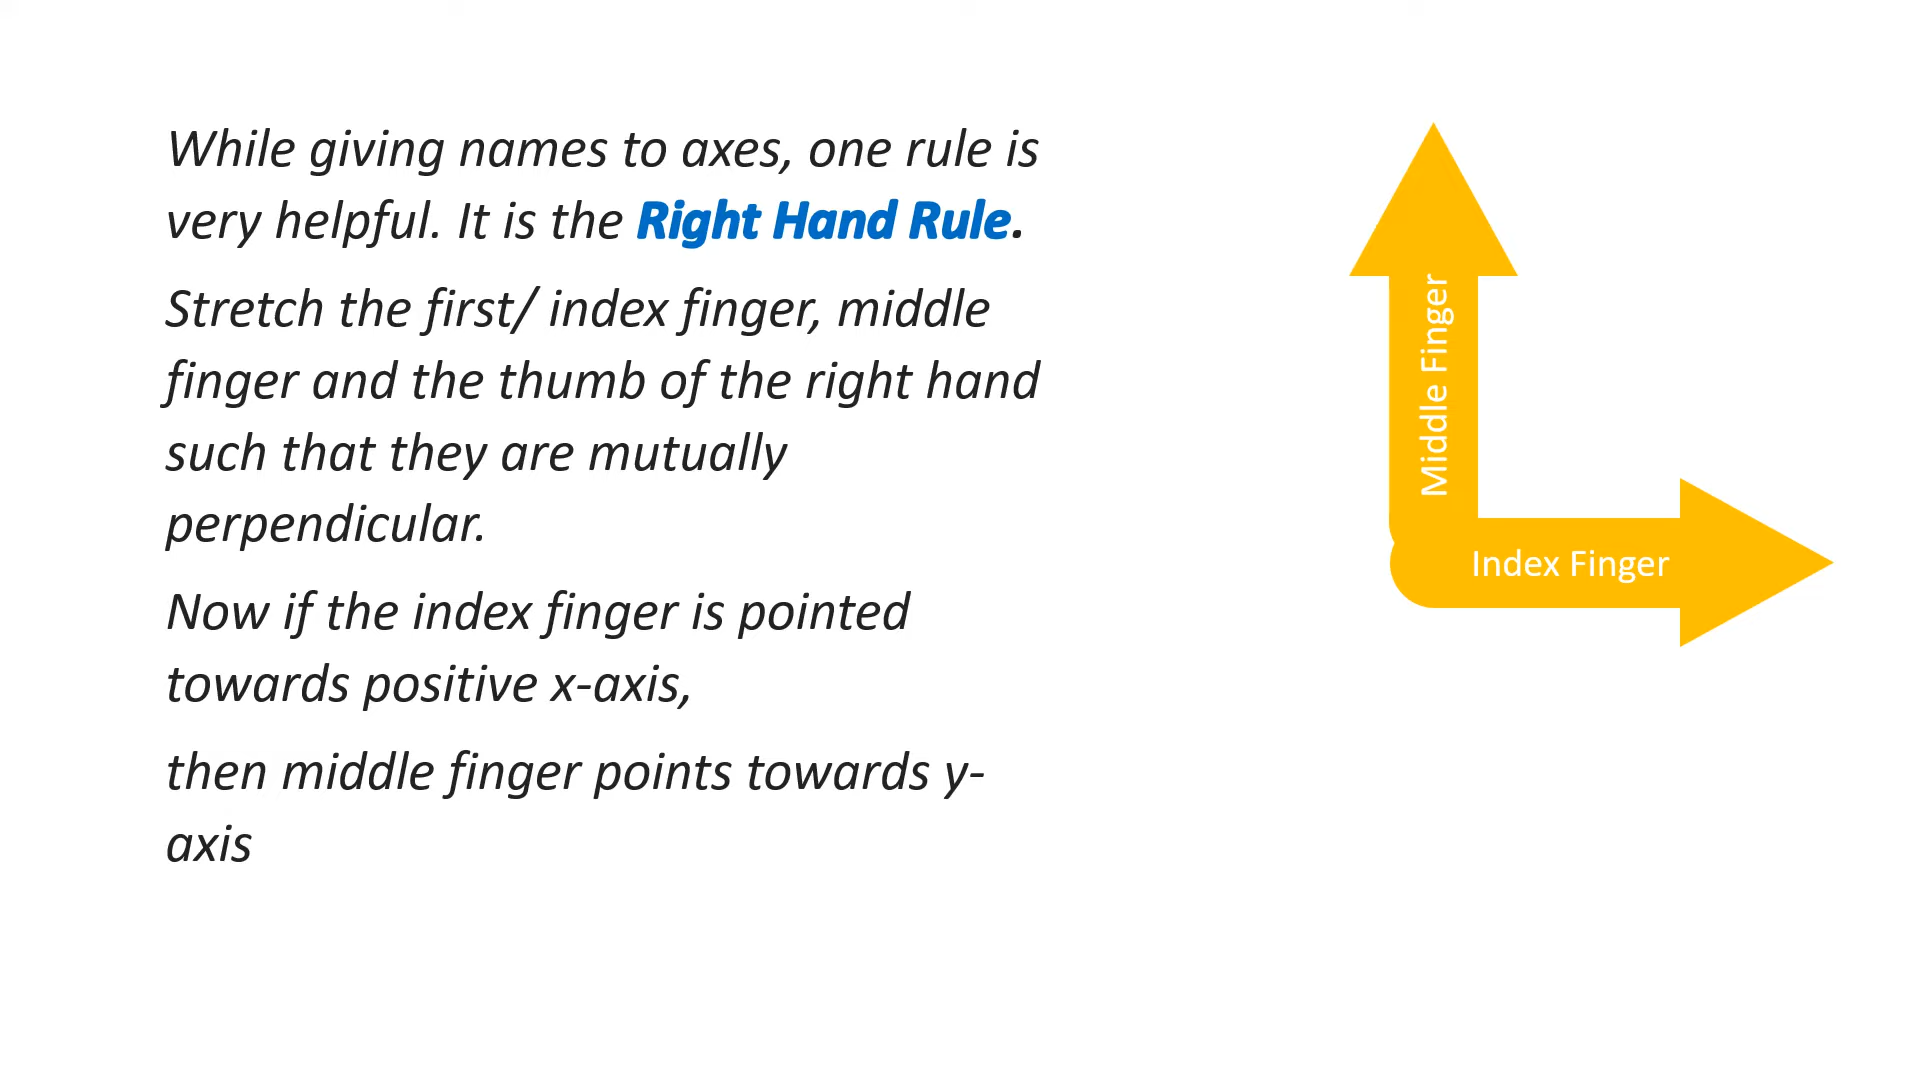 While giving names to axes, one rule is
very helpful. It is the Right Hand Rule.
Stretch the first/ index finger, middle
finger and the thumb of the right hand
such that they are mutually
perpendicular.
Now if the index finger is pointed
towards positive x-axis,
then middle finger points towards y-
axis
Middle Finger
Index Finger